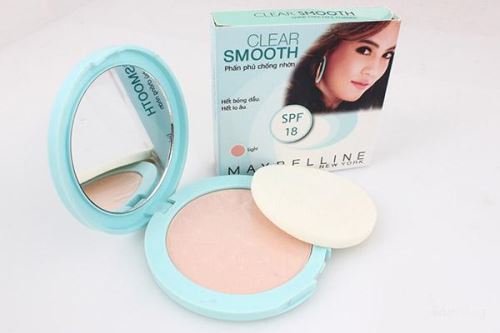 CLEAR
SMOOTH
Phấn phủ chống nhờn
Hết bóng dầu.
Hết lo âu.
SPF
18
light
MAYBELLINE
NEW YORK
SMOOTH